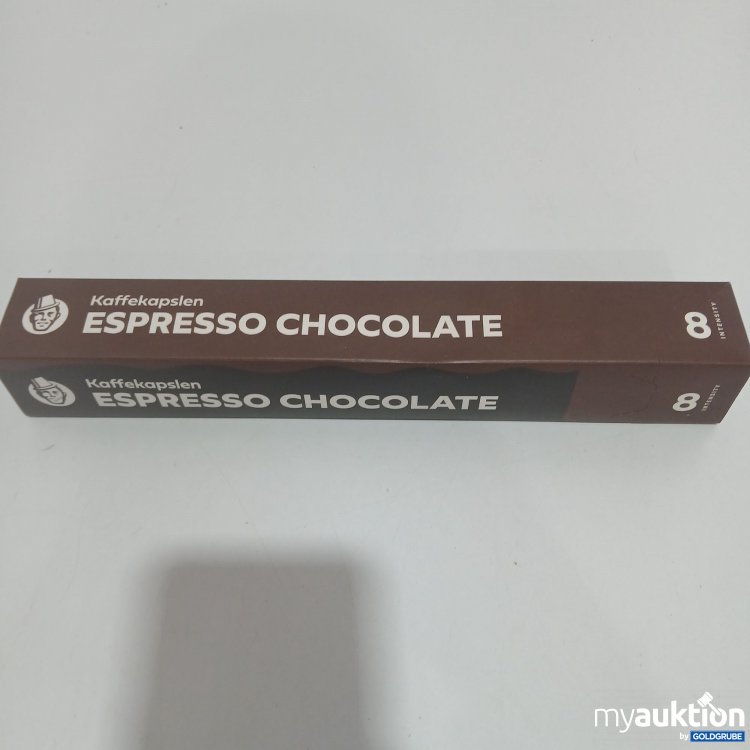 Kaffekapslen
ESPRESSO CHOCOLATE
8
INTENSITY
Kaffekapslen
ESPRESSO CHOCOLATE
8
INTENSITY
myauktion
by GOLDGRUBE